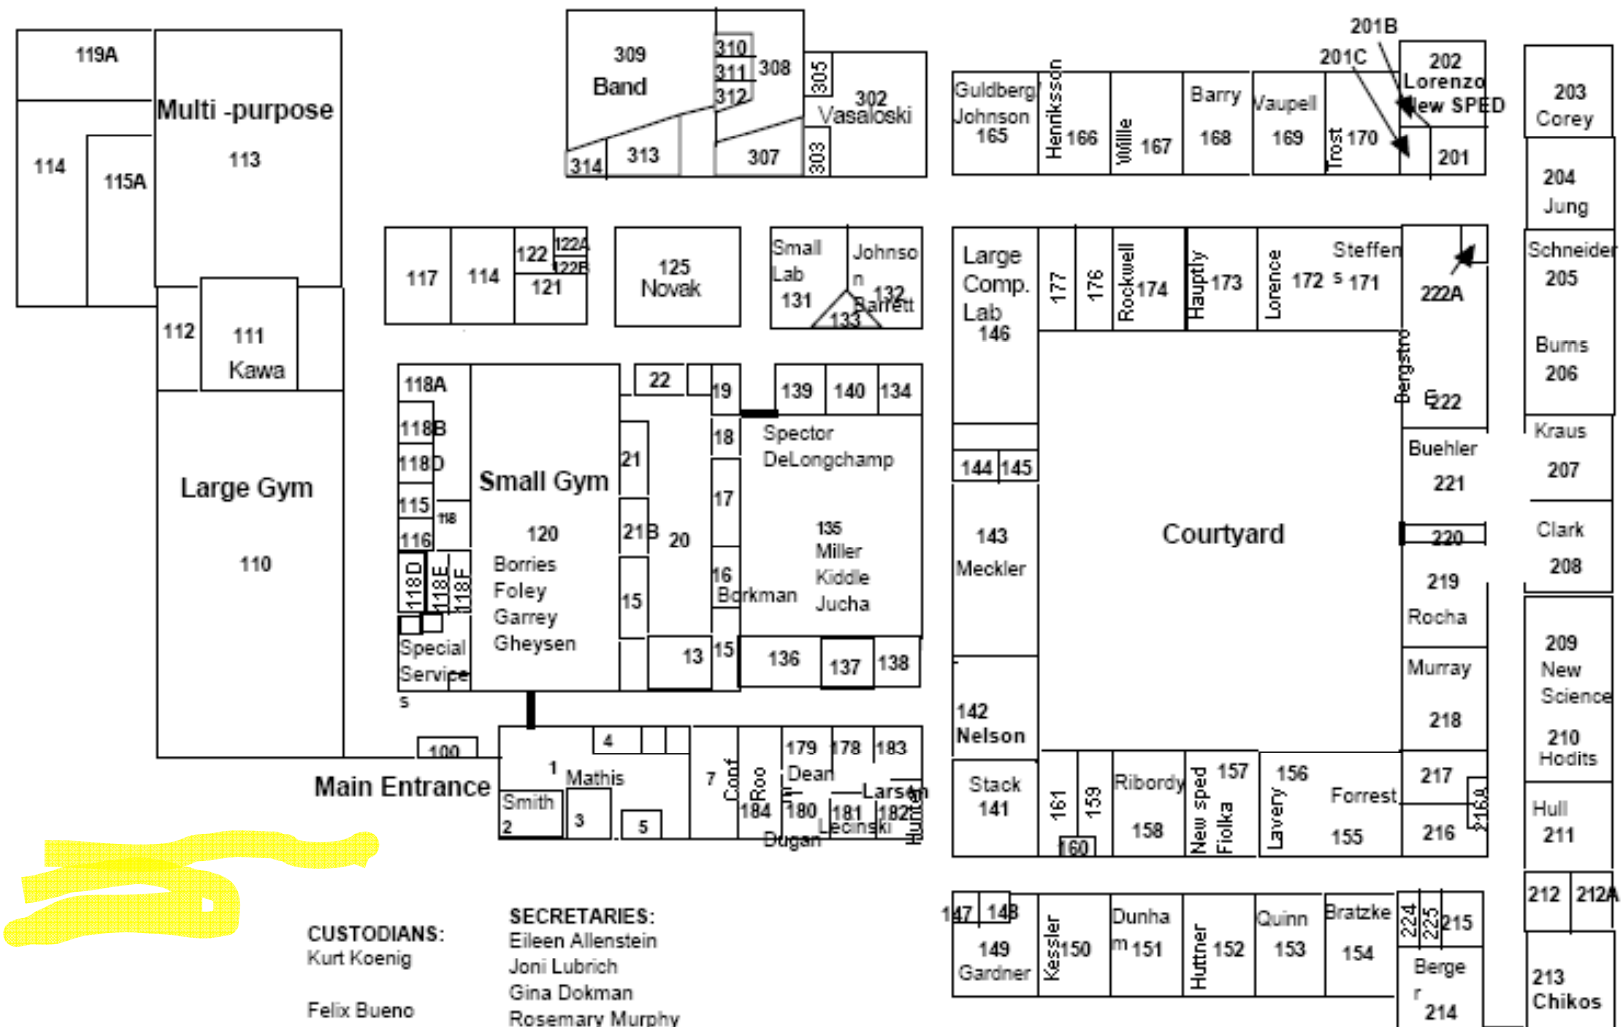 119A
Multi -purpose
113
114
115A
112
111
Kawa
Large Gym
110
309
Band
310
311
312
308
305
302
Vasaloski
303
307
313
314
117
114
122
122A
122B
121
125
Novak
Small
Lab
131
Johnso
n
132
Barrett
133
118A
118B
118D
115
116
118
118D
118E
118F
Special
Service
s
Small Gym
120
Borries
Foley
Garrey
Gheysen
22
19
18
17
16
Borkman
15
21
21B
20
15
13
139
140
134
Spector
DeLongchamp
135
Miller
Kiddle
Jucha
136
137
138
100
Main Entrance
1
Mathis
4
Smith
2
3
5
7
Conf
Roo
184
179
178
183
Dean
180
181
182
Larsen
Lecinski
Dugan
Hunter
Guldberg/
Johnson
165
Henriksson
166
Wille
167
Barry
168
Vaupell
169
Trost
170
201B
201C
202
Lorenzo
New SPED
201
203
Corey
204
Jung
Schneider
205
Burns
206
Kraus
207
Clark
208
209
New
Science
210
Hodits
Hull
211
212
212A
213
Chikos
Large
Comp.
Lab
146
177
176
Rockwell
174
Hauptly
173
Lorence
172
Steffen
s
171
222A
Bergstro
222
Buehler
221
220
219
Rocha
Murray
218
217
216
216A
144
145
143
Meckler
142
Nelson
Courtyard
Stack
141
161
159
160
Ribordy
158
New sped
Fiolka
157
Lavery
156
Forrest
155
147
148
149
Gardner
Kessler
150
Dunha
m
151
Huttner
152
Quinn
153
Bratzke
154
224
225
215
Berge
r
214
CUSTODIANS:
Kurt Koenig
Felix Bueno
SECRETARIES:
Eileen Allenstein
Joni Lubrich
Gina Dokman
Rosemary Murphy